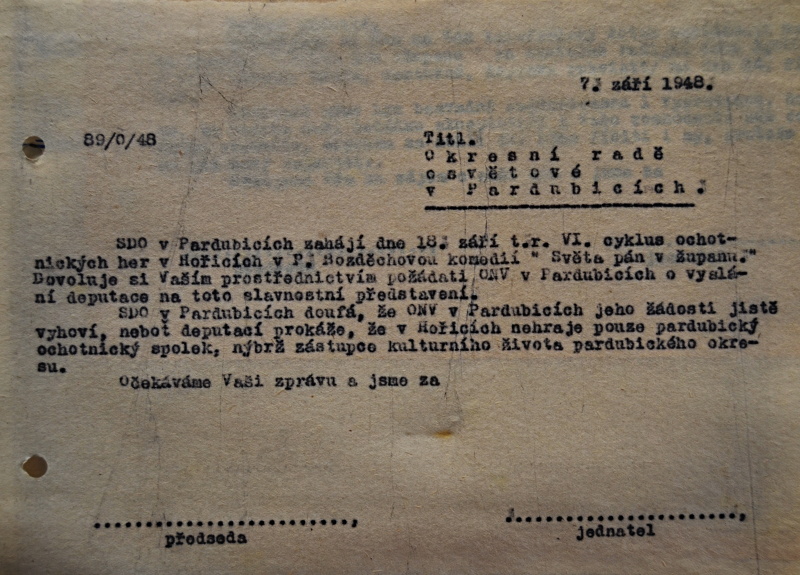 7. září 1948.
89/0/48
Titl.
Okresní radě
osvětové
v Pardubicích.
SDO v Pardubicích zahájí dne 18. září t.r. VI. cyklus ochot-
nických her v Hořicích v P. Rozděchovou komedií " Světa pán v županu."
Dovoluje si Vaším prostřednictvím požádati ONV v Pardubicích o vyslá-
ní deputace na toto slavnostní představení.
SDO v Pardubicích doufá, že ONV v Pardubicích jeho žádosti jistě
vyhoví, nebot deputací prokáže, že v Hořicích nehraje pouze pardubický
ochotnický spolek, nýbrž zástupce kulturního života pardubického okre-
su.
Očekáváme Vaši zprávu a jsme za
předseda
jednatel